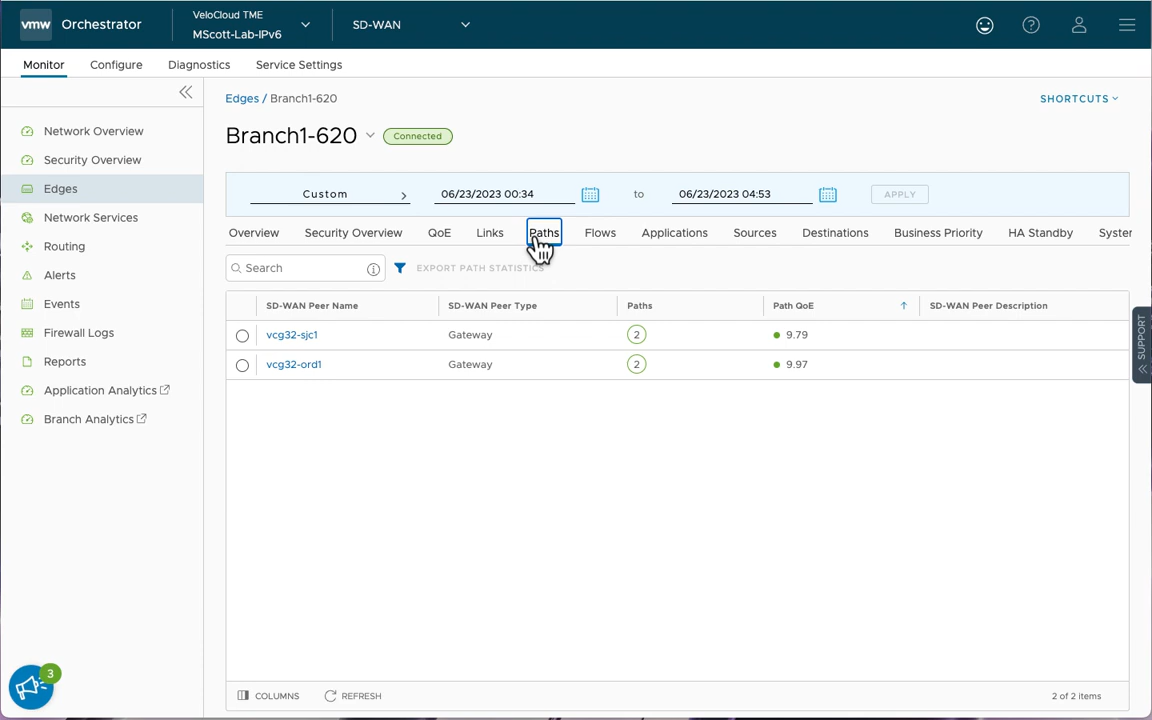 vmw Orchestrator
VeloCloud TME
MScott-Lab-IPv6
SD-WAN
Monitor Configure Diagnostics Service Settings
Network Overview
Security Overview
Edges
Network Services
Routing
Alerts
Events
Firewall Logs
Reports
Application Analytics
Branch Analytics
3
Edges / Branch1-620
SHORTCUTS
Branch1-620 Connected
Custom 06/23/2023 00:34 to 06/23/2023 04:53 APPLY
Overview Security Overview QoE Links Paths Flows Applications Sources Destinations Business Priority HA Standby Syster
Search EXPORT PATH STATISTICS
SD-WAN Peer Name SD-WAN Peer Type Paths Path QoE SD-WAN Peer Description
vcg32-sjc1 Gateway 2 9.79
vcg32-ord1 Gateway 2 9.97
SUPPORT
COLUMNS REFRESH 2 of 2 items